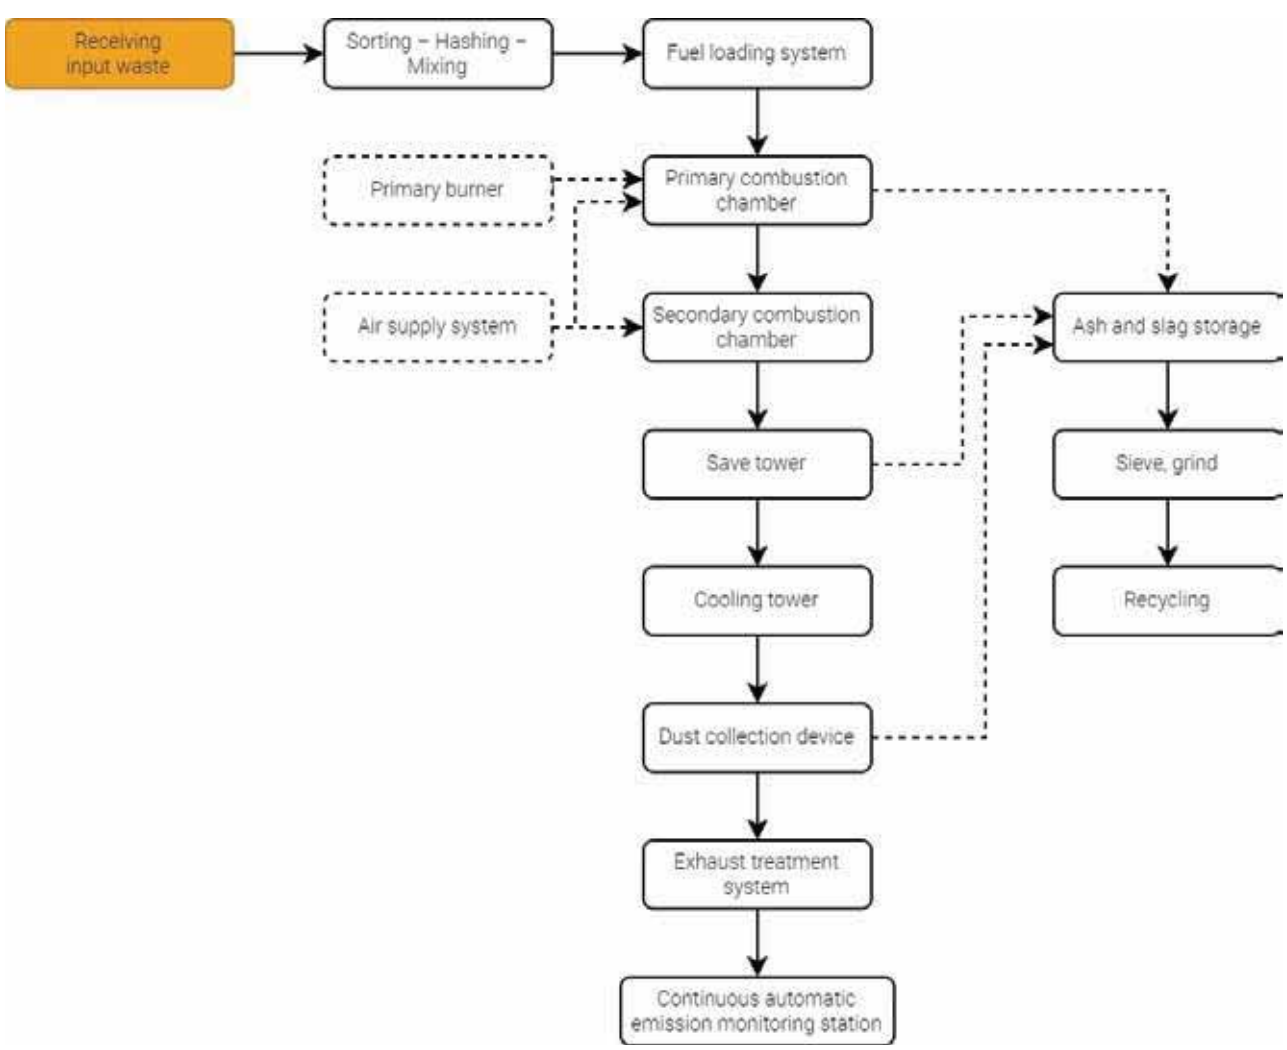 Receiving
input waste
Sorting – Hashing –
Mixing
Fuel loading system
Primary burner
Primary combustion
chamber
Air supply system
Secondary combustion
chamber
Ash and slag storage
Save tower
Sieve, grind
Cooling tower
Recycling
Dust collection device
Exhaust treatment
system
Continuous automatic
emission monitoring station